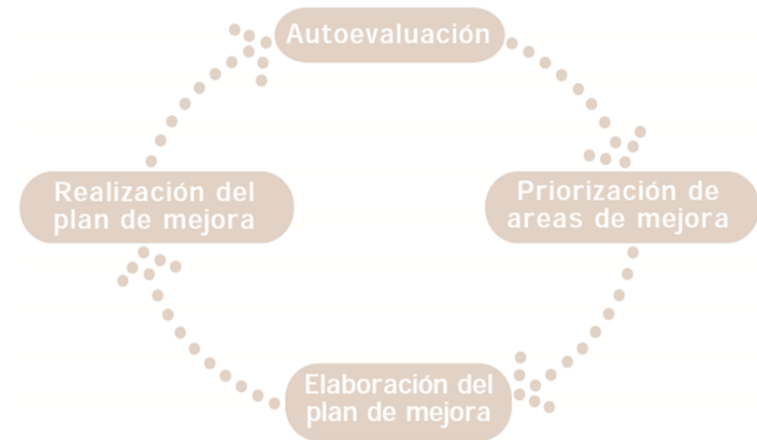 Autoevaluación
Priorización de
areas de mejora
Elaboración del
plan de mejora
Realización del
plan de mejora